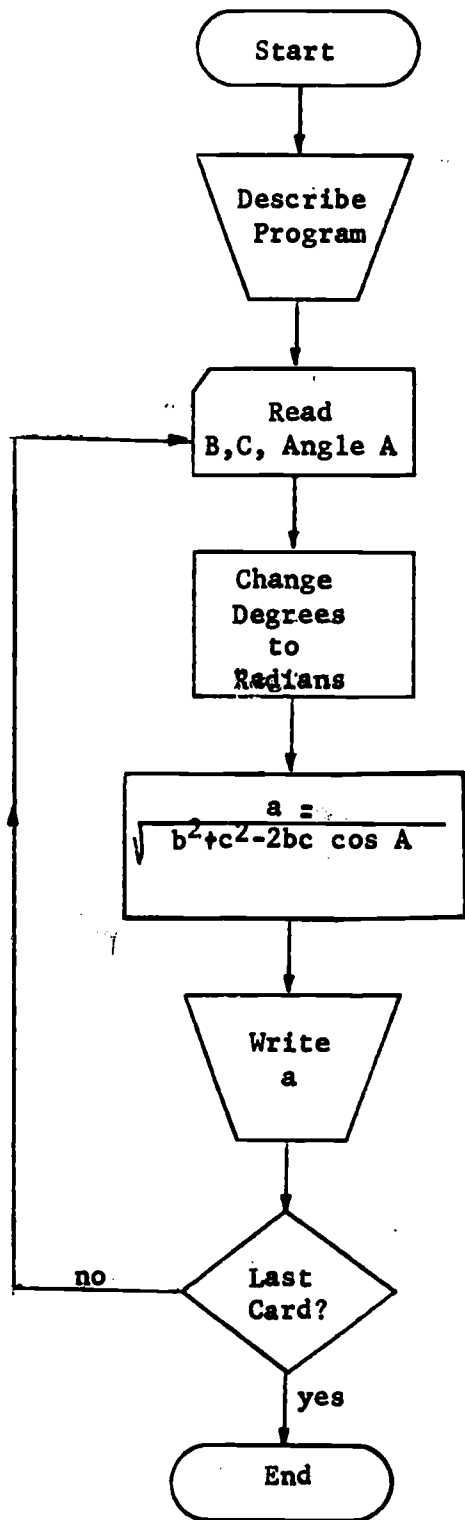 Start
Describe
Program
Read
B,C, Angle A
Change
Degrees
to
Radians
a =
√b²+c²-2bc cos A
Write
a
Last
Card?
no
yes
End